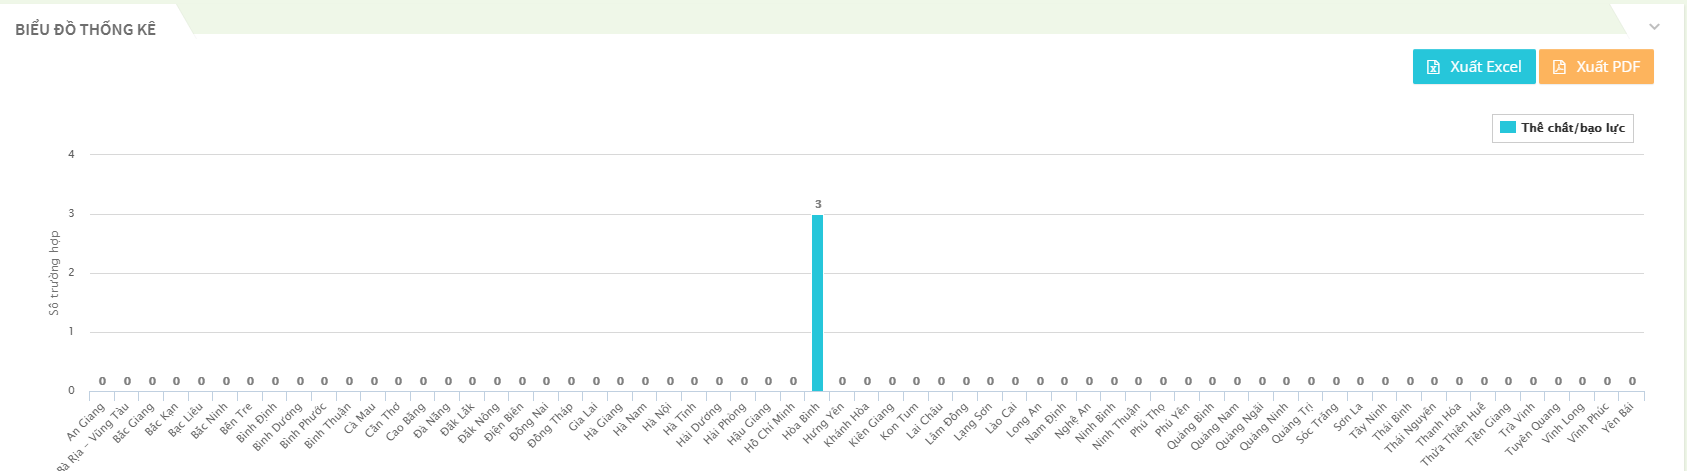 BIỂU ĐỒ THỐNG KÊ
Xuất Excel
Xuất PDF
Thể chất/bạo lực
4
3
3
2
1
0
Số trường hợp
0 0 0 0 0 0 0 0 0 0 0 0 0 0 0 0 0 0 0 0 0 0 0 0 0 0 0 0 0 0 0 0 0 0 0 0 0 0 0 0 0 0 0 0 0 0 0 0 0 0 0 0 0 0 0 0 0 0 0 0 0 0
An Giang
Bà Rịa - Vũng Tàu
Bắc Giang
Bắc Kạn
Bạc Liêu
Bắc Ninh
Bến Tre
Bình Định
Bình Dương
Bình Phước
Bình Thuận
Cà Mau
Cần Thơ
Cao Bằng
Đà Nẵng
Đắk Lắk
Đắk Nông
Điện Biên
Đồng Nai
Đồng Tháp
Gia Lai
Hà Giang
Hà Nam
Hà Nội
Hà Tĩnh
Hải Dương
Hải Phòng
Hậu Giang
Hồ Chí Minh
Hòa Bình
Hưng Yên
Khánh Hòa
Kiên Giang
Kon Tum
Lai Châu
Lâm Đồng
Lạng Sơn
Lào Cai
Long An
Nam Định
Nghệ An
Ninh Bình
Ninh Thuận
Phú Thọ
Phú Yên
Quảng Bình
Quảng Nam
Quảng Ngãi
Quảng Ninh
Quảng Trị
Sóc Trăng
Sơn La
Tây Ninh
Thái Bình
Thái Nguyên
Thanh Hóa
Thừa Thiên Huế
Tiền Giang
Trà Vinh
Tuyên Quang
Vĩnh Long
Vĩnh Phúc
Yên Bái